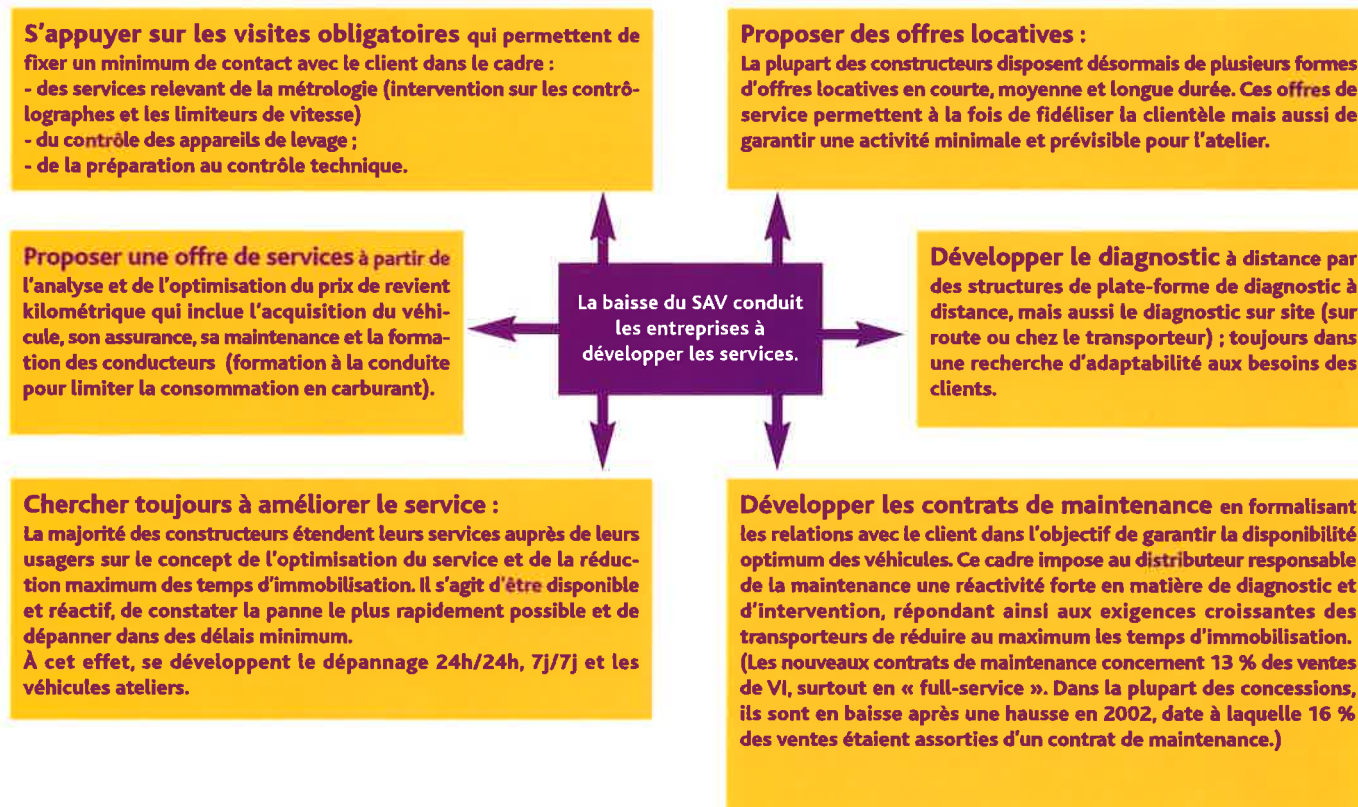 S'appuyer sur les visites obligatoires qui permettent de
fixer un minimum de contact avec le client dans le cadre :
- des services relevant de la métrologie (intervention sur les contrô-
lographes et les limiteurs de vitesse)
- du contrôle des appareils de levage ;
- de la préparation au contrôle technique.
Proposer des offres locatives :
La plupart des constructeurs disposent désormais de plusieurs formes
d'offres locatives en courte, moyenne et longue durée. Ces offres de
service permettent à la fois de fidéliser la clientèle mais aussi de
garantir une activité minimale et prévisible pour l'atelier.
Proposer une offre de services à partir de
l'analyse et de l'optimisation du prix de revient
kilométrique qui inclue l'acquisition du véhi-
cule, son assurance, sa maintenance et la forma-
tion des conducteurs (formation à la conduite
pour limiter la consommation en carburant).
La baisse du SAV conduit
les entreprises à
développer les services.
Développer le diagnostic à distance par
des structures de plate-forme de diagnostic à
distance, mais aussi le diagnostic sur site (sur
route ou chez le transporteur) ; toujours dans
une recherche d'adaptabilité aux besoins des
clients.
Chercher toujours à améliorer le service :
La majorité des constructeurs étendent leurs services auprès de leurs
usagers sur le concept de l'optimisation du service et de la réduc-
tion maximum des temps d'immobilisation. Il s'agit d'être disponible
et réactif, de constater la panne le plus rapidement possible et de
dépanner dans des délais minimum.
À cet effet, se développent le dépannage 24h/24h, 7j/7j et les
véhicules ateliers.
Développer les contrats de maintenance en formalisant
les relations avec le client dans l'objectif de garantir la disponibilité
optimum des véhicules. Ce cadre impose au distributeur responsable
de la maintenance une réactivité forte en matière de diagnostic et
d'intervention, répondant ainsi aux exigences croissantes des
transporteurs de réduire au maximum les temps d'immobilisation.
(Les nouveaux contrats de maintenance concernent 13 % des ventes
de VI, surtout en « full-service ». Dans la plupart des concessions,
ils sont en baisse après une hausse en 2002, date à laquelle 16 %
des ventes étaient assorties d'un contrat de maintenance.)